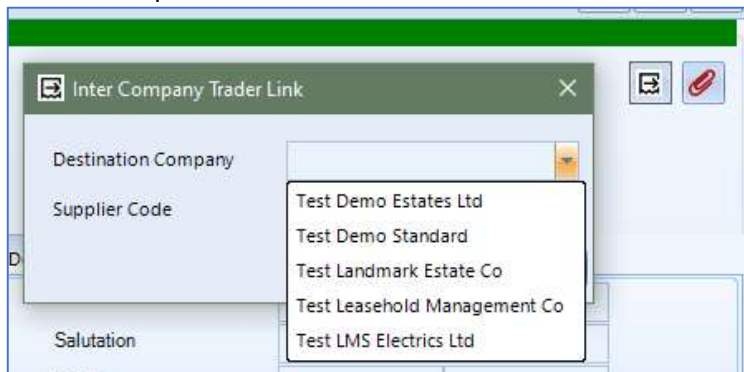 Inter Company Trader Link
Destination Company
Supplier Code
Test Demo Estates Ltd
Test Demo Standard
Test Landmark Estate Co
Test Leasehold Management Co
Test LMS Electrics Ltd
Salutation